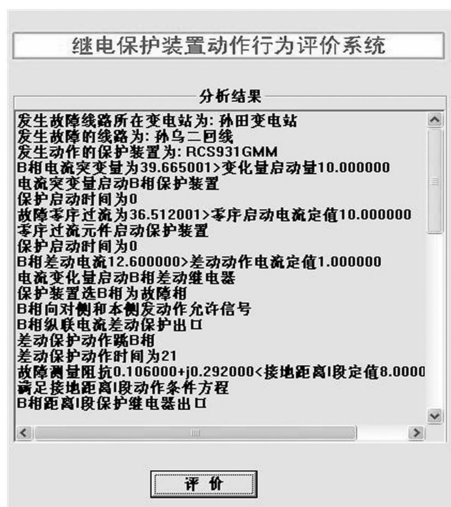 继电保护装置动作行为评价系统
分析结果
发生故障线路所在变电站为: 孙田变电站
发生故障的线路为: 孙乌二回线
发生动作的保护装置为: RCS931GMM
B相电流突变量为39.665001>变化量启动量10.000000
电流突变量启动B相保护装置
保护启动时间为0
故障零序过流为36.512001>零序启动电流定值10.000000
零序过流元件启动保护装置
保护启动时间为0
B相差动电流12.600000>差动动作电流定值1.000000
电流变化量启动B相差动继电器
保护装置选B相为故障相
B相向对侧和本侧发动作允许信号
B相纵联电流差动保护出口
差动保护动作跳B相
差动保护动作时间为21
故障测量阻抗0.106000+j0.292000<接地距离I段定值8.0000
满足接地距离I段动作条件方程
B相距离I段保护继电器出口
评 价